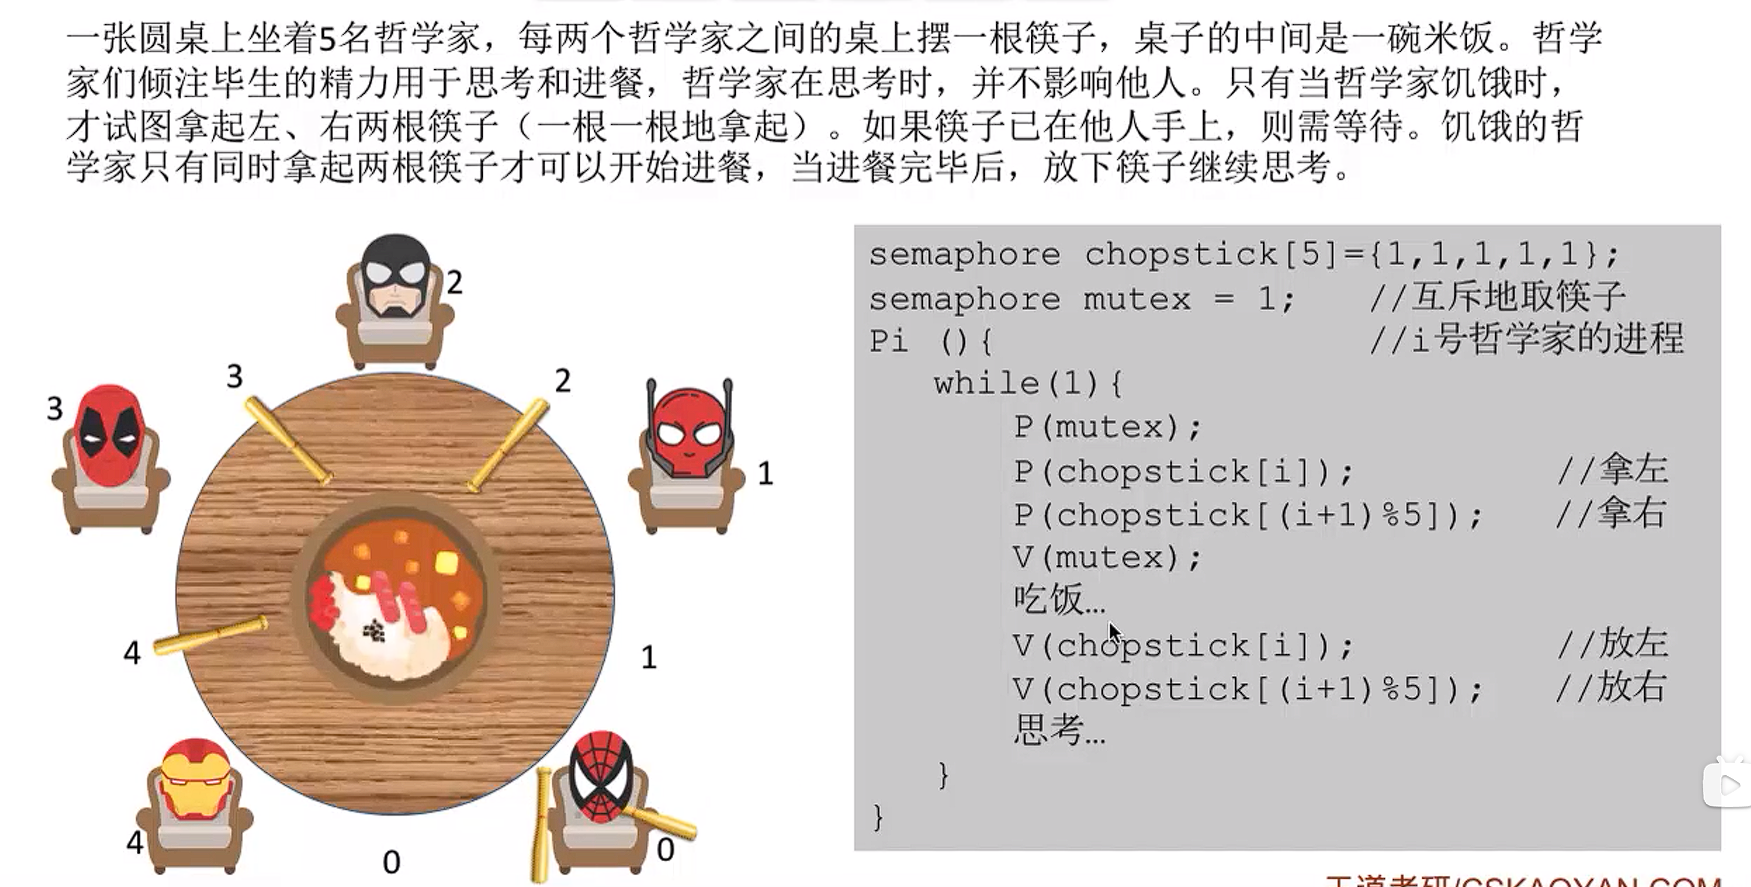 一张圆桌上坐着5名哲学家，每两个哲学家之间的桌上摆一根筷子，桌子的中间是一碗米饭。哲学
家们倾注毕生的精力用于思考和进餐，哲学家在思考时，并不影响他人。只有当哲学家饥饿时，
才试图拿起左、右两根筷子（一根一根地拿起）。如果筷子已在他人手上，则需等待。饥饿的哲
学家只有同时拿起两根筷子才可以开始进餐，当进餐完毕后，放下筷子继续思考。
2
3
2
3
1
4
1
4
0
0
semaphore chopstick[5]={1,1,1,1,1};
semaphore mutex = 1; //互斥地取筷子
Pi (){ //i号哲学家的进程
while(1){
P(mutex);
P(chopstick[i]); //拿左
P(chopstick[(i+1)%5]); //拿右
V(mutex);
吃饭…
V(chopstick[i]); //放左
V(chopstick[(i+1)%5]); //放右
思考…
}
}
王道考研/CSKAOYAN.COM